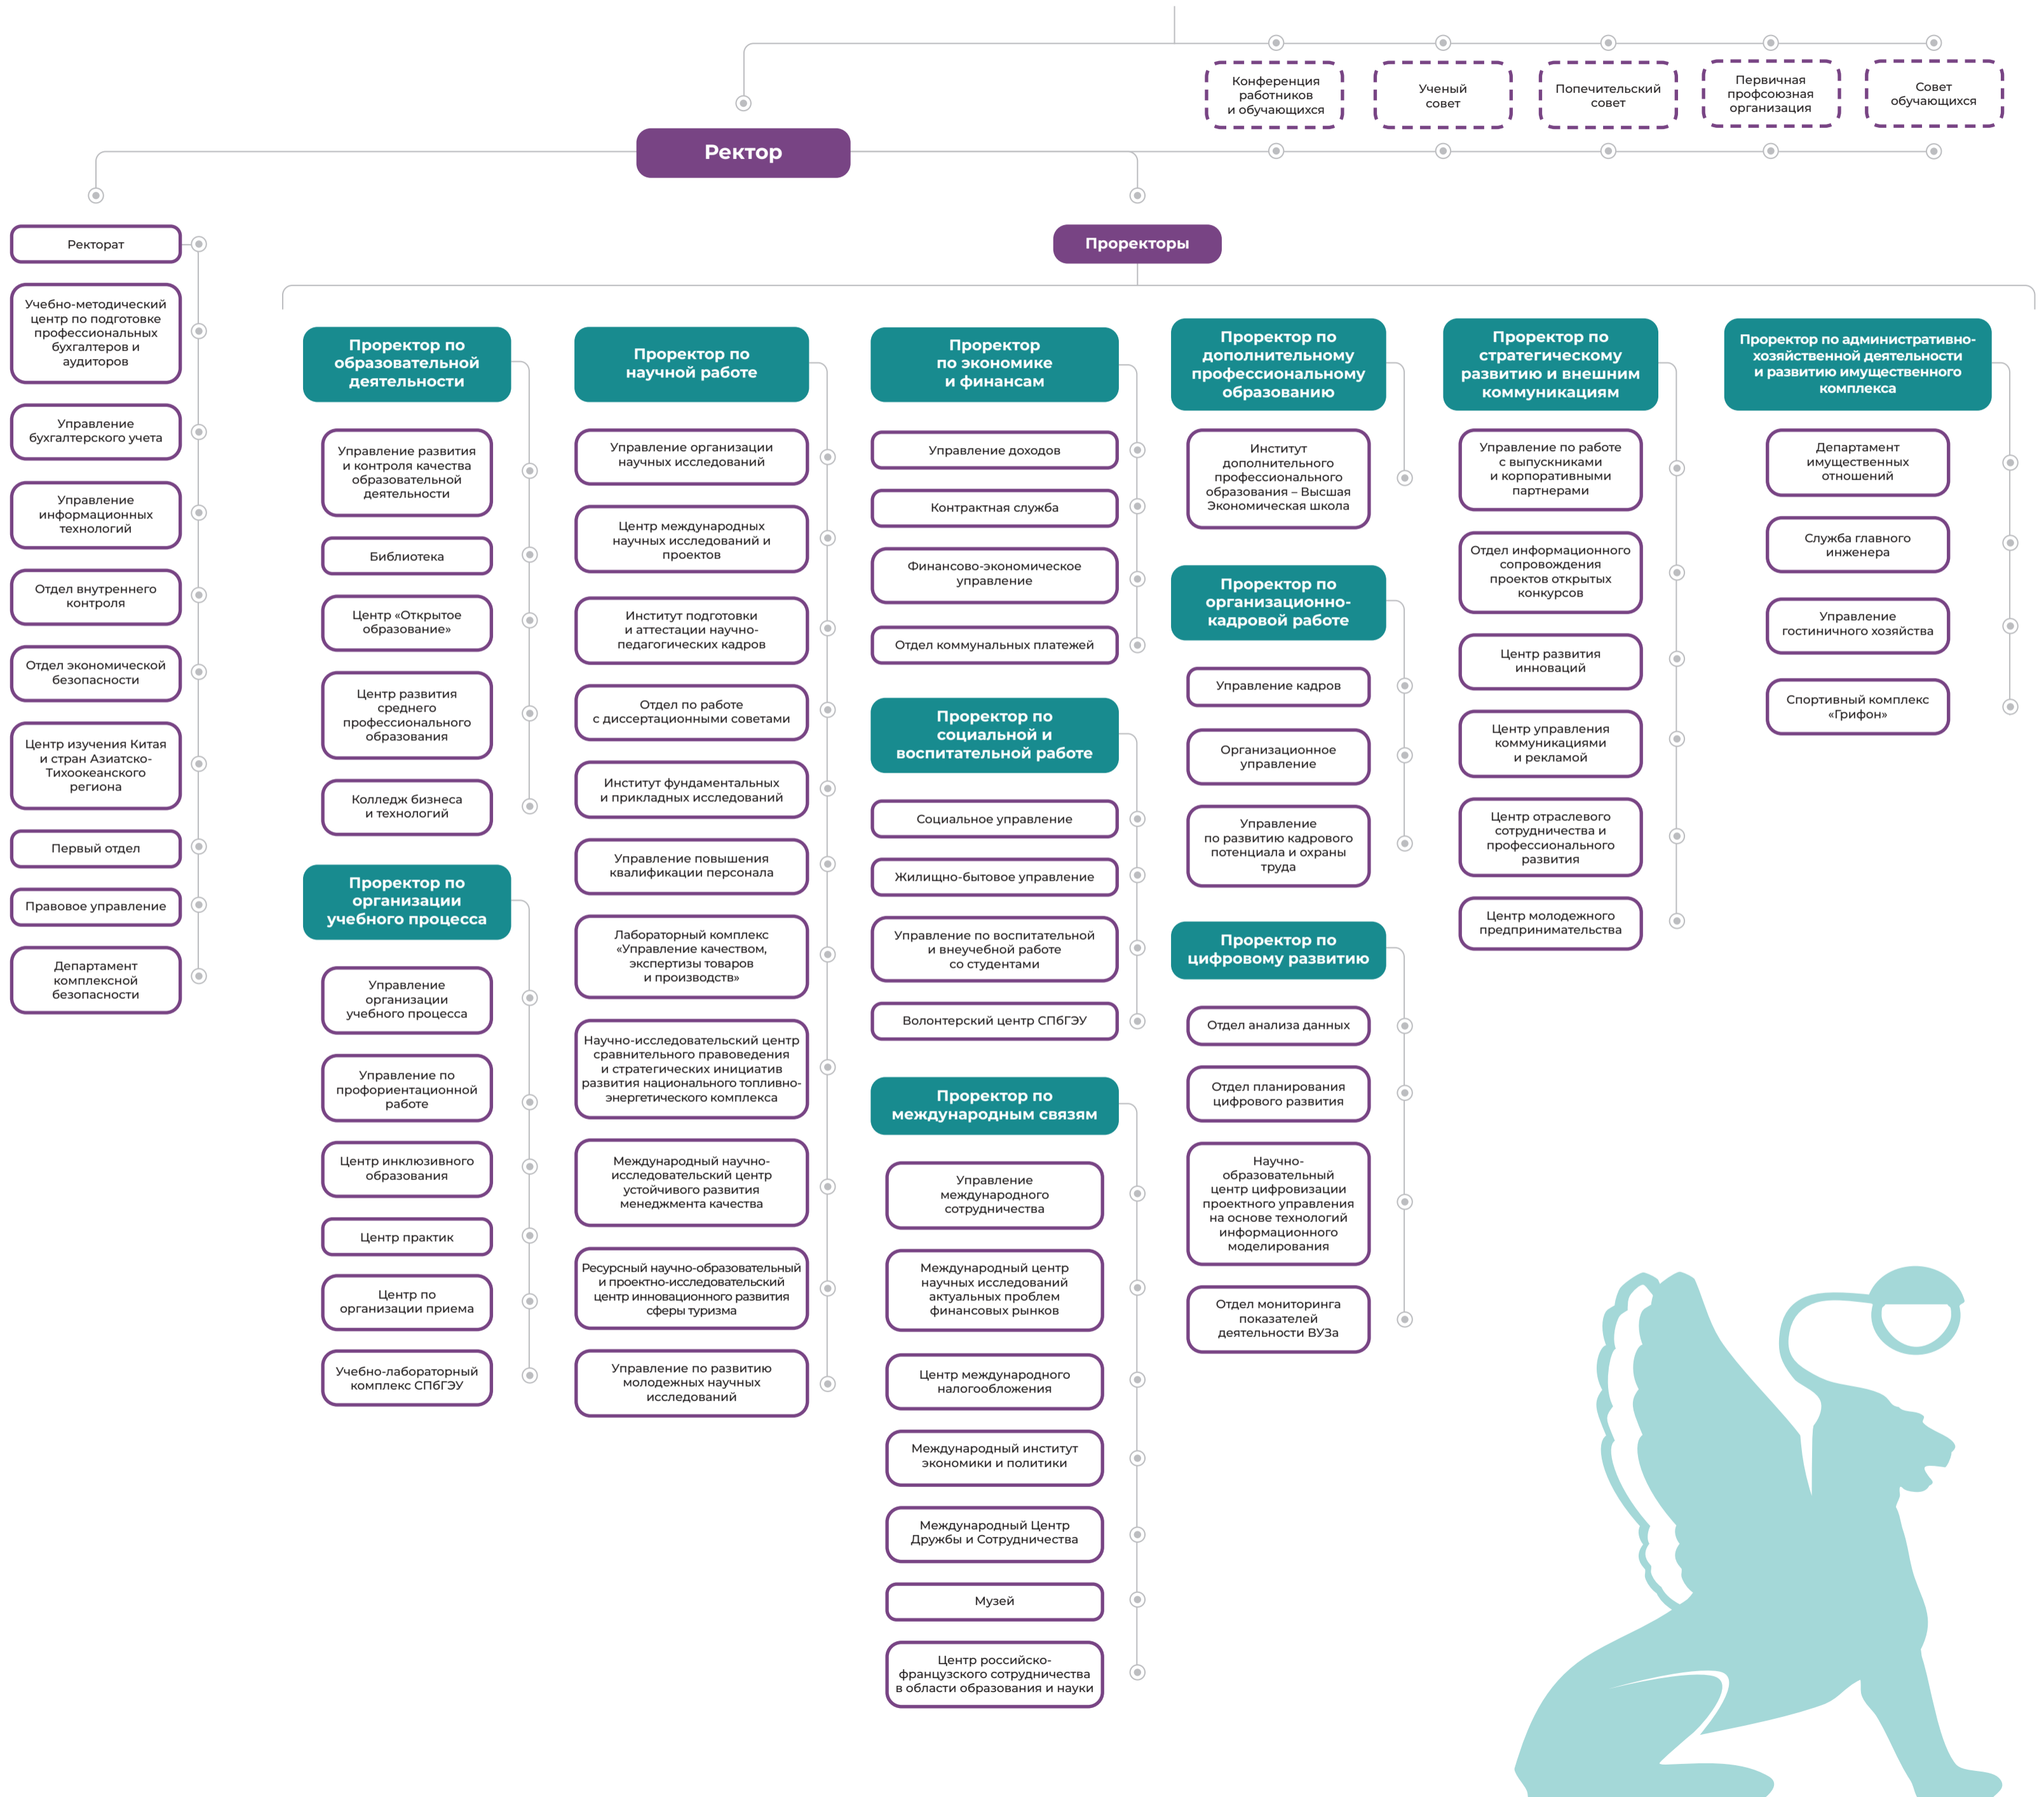 Конференция
работников
и обучающихся
Ученый
совет
Попечительский
совет
Первичная
профсоюзная
организация
Совет
обучающихся
Ректор
Проректоры
Ректорат
Учебно-методический
центр по подготовке
профессиональных
бухгалтеров и
аудиторов
Управление
бухгалтерского учета
Управление
информационных
технологий
Отдел внутреннего
контроля
Отдел экономической
безопасности
Центр изучения Китая
и стран Азиатско-
Тихоокеанского
региона
Первый отдел
Правовое управление
Департамент
комплексной
безопасности
Проректор по
образовательной
деятельности
Управление развития
и контроля качества
образовательной
деятельности
Библиотека
Центр «Открытое
образование»
Центр развития
среднего
профессионального
образования
Колледж бизнеса
и технологий
Проректор по
организации
учебного процесса
Управление
организации
учебного процесса
Управление по
профориентационной
работе
Центр инклюзивного
образования
Центр практик
Центр по
организации приема
Учебно-лабораторный
комплекс СПбГЭУ
Проректор по
научной работе
Управление организации
научных исследований
Центр международных
научных исследований и
проектов
Институт подготовки
и аттестации научно-
педагогических кадров
Отдел по работе
с диссертационными советами
Институт фундаментальных
и прикладных исследований
Управление повышения
квалификации персонала
Лабораторный комплекс
«Управление качеством,
экспертизы товаров
и производств»
Научно-исследовательский центр
сравнительного правоведения
и стратегических инициатив
развития национального топливно-
энергетического комплекса
Международный научно-
исследовательский центр
устойчивого развития
менеджмента качества
Ресурсный научно-образовательный
и проектно-исследовательский
центр инновационного развития
сферы туризма
Управление по развитию
молодежных научных
исследований
Проректор
по экономике
и финансам
Управление доходов
Контрактная служба
Финансово-экономическое
управление
Отдел коммунальных платежей
Проректор по
социальной и
воспитательной работе
Социальное управление
Жилищно-бытовое управление
Управление по воспитательной
и внеучебной работе
со студентами
Волонтерский центр СПбГЭУ
Проректор по
международным связям
Управление
международного
сотрудничества
Международный центр
научных исследований
актуальных проблем
финансовых рынков
Центр международного
налогообложения
Международный институт
экономики и политики
Международный Центр
Дружбы и Сотрудничества
Музей
Центр российско-
французского сотрудничества
в области образования и науки
Проректор по
дополнительному
профессиональному
образованию
Институт
дополнительного
профессионального
образования – Высшая
Экономическая школа
Проректор по
организационно-
кадровой работе
Управление кадров
Организационное
управление
Управление
по развитию кадрового
потенциала и охраны
труда
Проректор по
цифровому развитию
Отдел анализа данных
Отдел планирования
цифрового развития
Научно-
образовательный
центр цифровизации
проектного управления
на основе технологий
информационного
моделирования
Отдел мониторинга
показателей
деятельности ВУЗа
Проректор по
стратегическому
развитию и внешним
коммуникациям
Управление по работе
с выпускниками
и корпоративными
партнерами
Отдел информационного
сопровождения
проектов открытых
конкурсов
Центр развития
инноваций
Центр управления
коммуникациями
и рекламой
Центр отраслевого
сотрудничества и
профессионального
развития
Центр молодежного
предпринимательства
Проректор по административно-
хозяйственной деятельности
и развитию имущественного
комплекса
Департамент
имущественных
отношений
Служба главного
инженера
Управление
гостиничного хозяйства
Спортивный комплекс
«Грифон»